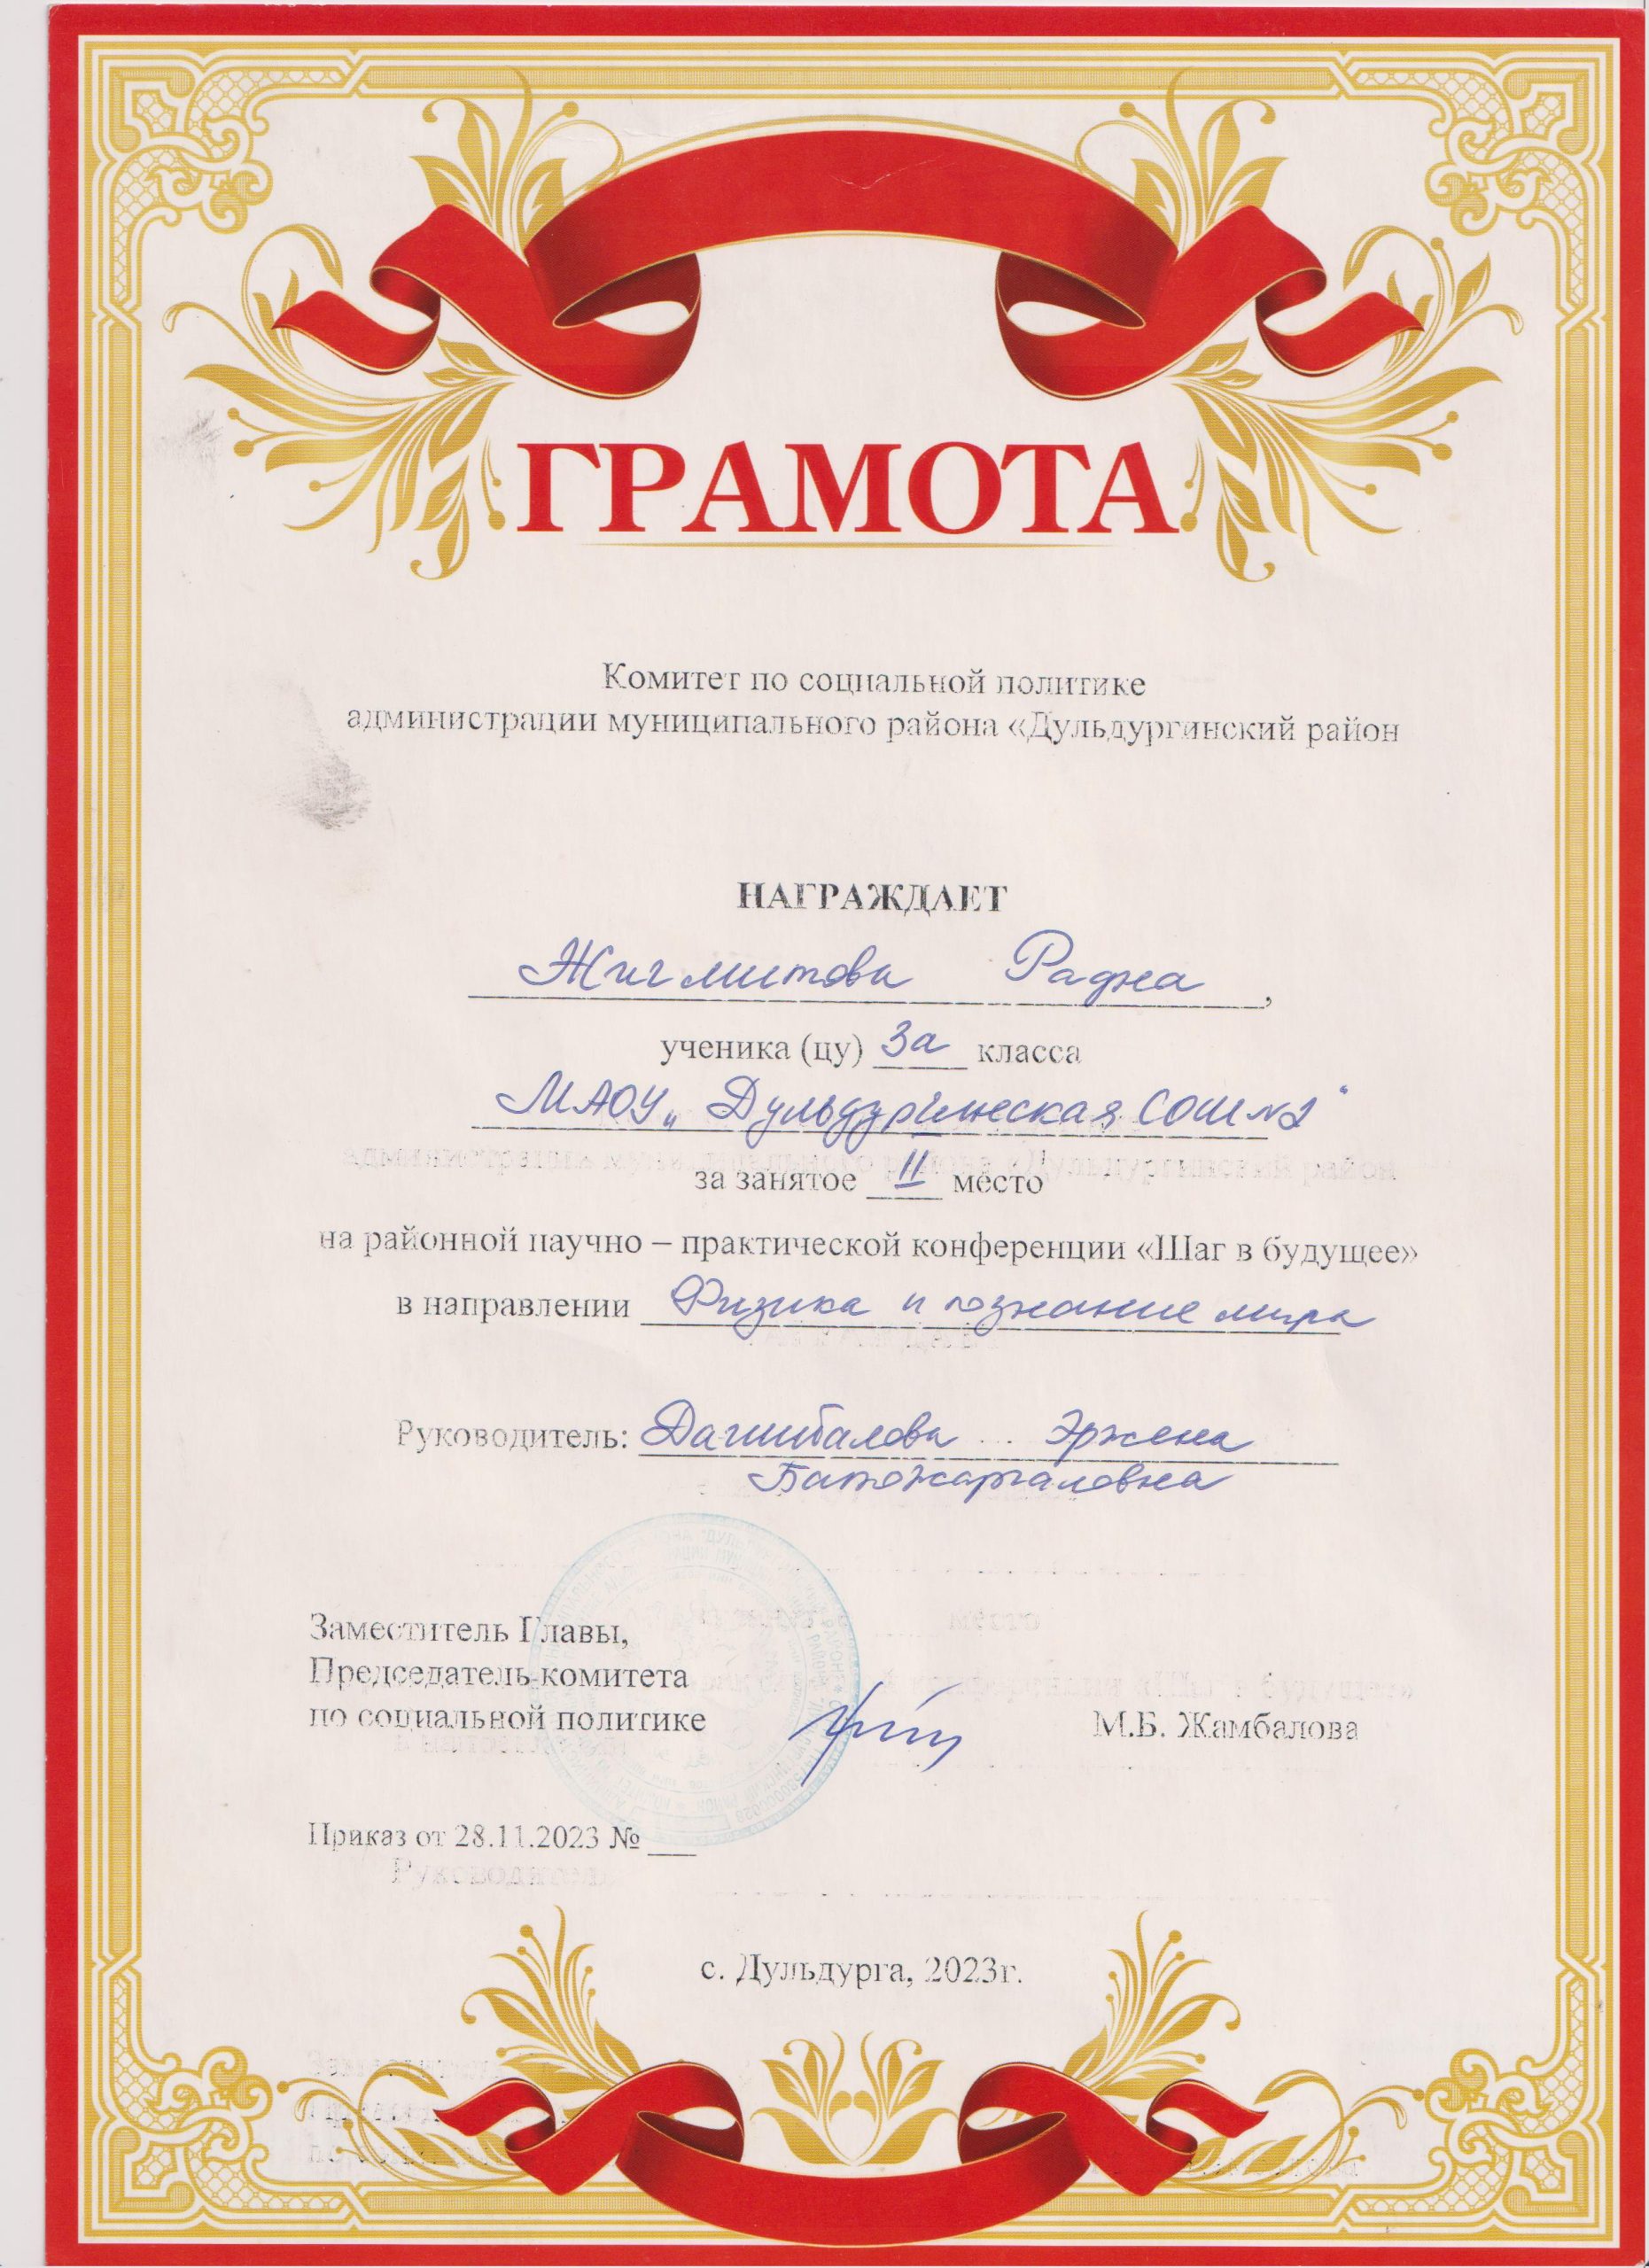 ГРАМОТА
Комитет по социальной политике
администрации муниципального района «Дульдургинский район
НАГРАЖДАЕТ
Жигмитова Радна,
ученика (цу) 3а класса
МАОУ „Дульдургинская СОШ №2"
за занятое II место
на районной научно – практической конференции «Шаг в будущее»
в направлении Физика и познание мира
Руководитель: Дашибалова Эржена
Батожаргаловна
Заместитель Главы,
Председатель комитета
по социальной политике
М.Б. Жамбалова
Приказ от 28.11.2023 № ___
с. Дульдурга, 2023г.